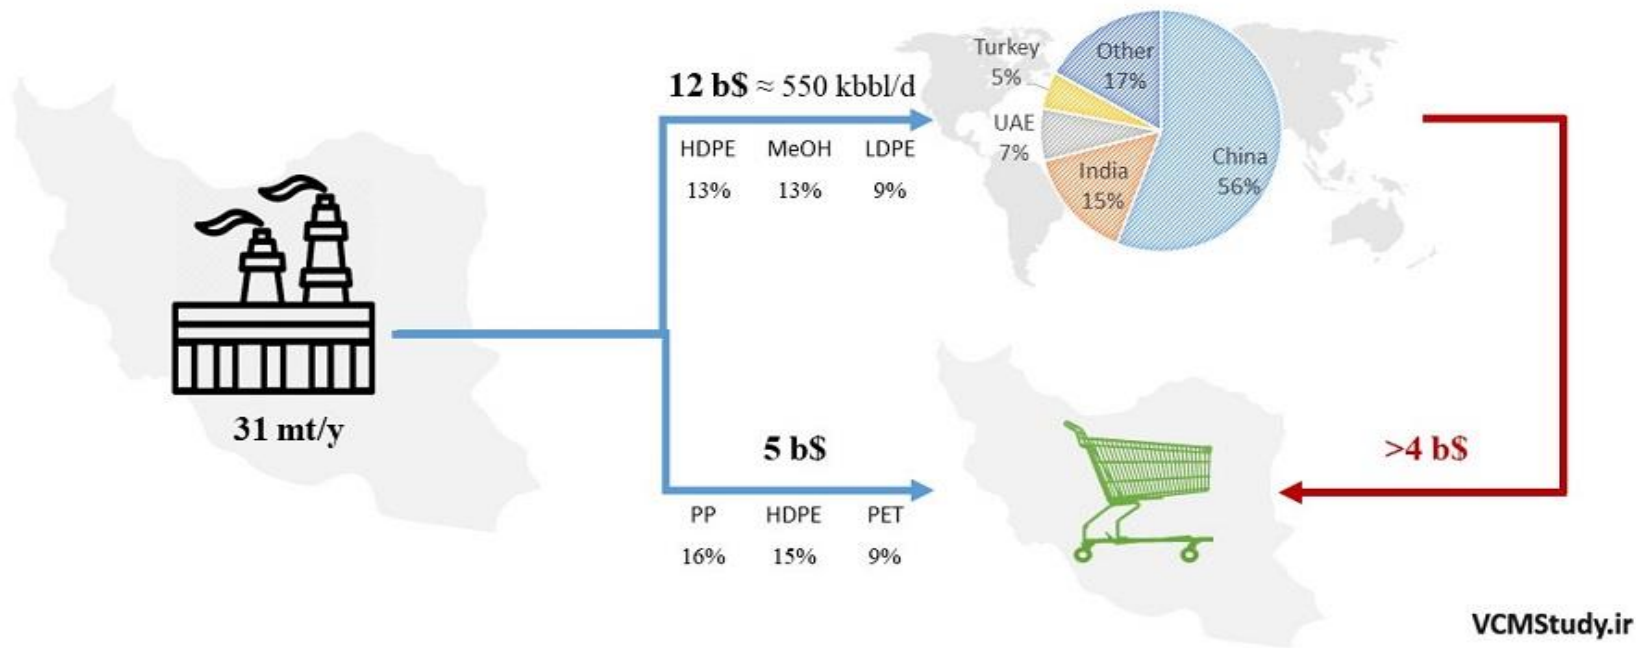 31 mt/y
12 b$ ≈ 550 kbbl/d
HDPE MeOH LDPE
13% 13% 9%
Turkey
5%
Other
17%
UAE
7%
India
15%
China
56%
5 b$
PP HDPE PET
16% 15% 9%
>4 b$
VCMStudy.ir